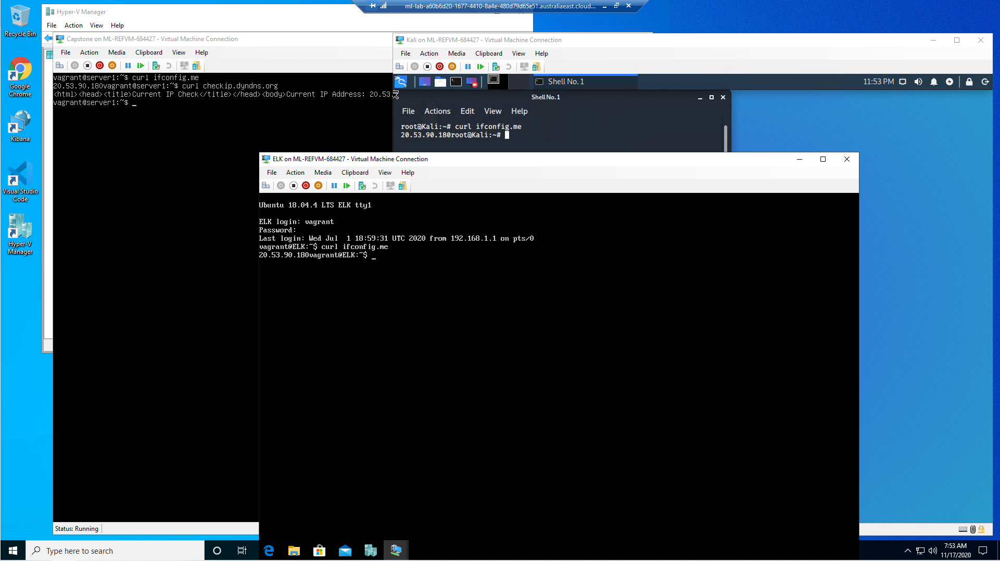 Recycle Bin
Google
Chrome
Kibana
Visual Studio
Code
Hyper-V
Manager
Hyper-V Manager
File Action View Help
ml-lab-a60b6d20-1677-4410-8a4e-480d79d65e51.australiaeast.cloud...
Capstone on ML-REFVM-684427 - Virtual Machine Connection
File Action Media Clipboard View Help
vagrant@server1:~$ curl ifconfig.me
20.53.90.180vagrant@server1:~$ curl checkip.dyndns.org
<html><head><title>Current IP Check</title></head><body>Current IP Address: 20.53.
vagrant@server1:~$ _
Status: Running
Kali on ML-REFVM-684427 - Virtual Machine Connection
File Action Media Clipboard View Help
Shell No. 1
11:53 PM
Shell No. 1
File Actions Edit View Help
root@Kali:~# curl ifconfig.me
20.53.90.180root@Kali:~#
ELK on ML-REFVM-684427 - Virtual Machine Connection
File Action Media Clipboard View Help
Ubuntu 18.04.4 LTS ELK tty1
ELK login: vagrant
Password:
Last login: Wed Jul  1 18:59:31 UTC 2020 from 192.168.1.1 on pts/0
vagrant@ELK:~$ curl ifconfig.me
20.53.90.180vagrant@ELK:~$ _
Type here to search
7:53 AM
11/17/2020